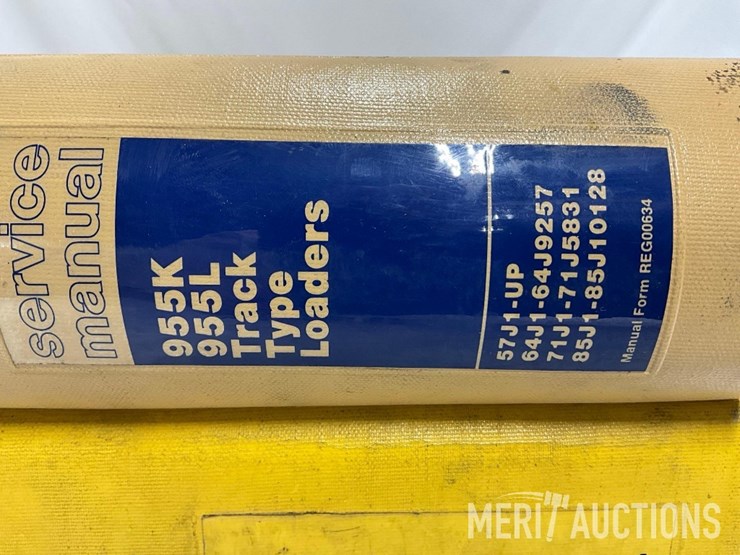 service
manual
955K
955L
Track
Type
Loaders
57J1-UP
64J1-64J9257
71J1-71J5831
85J1-85J10128
Manual Form REG00634
MERIT AUCTIONS